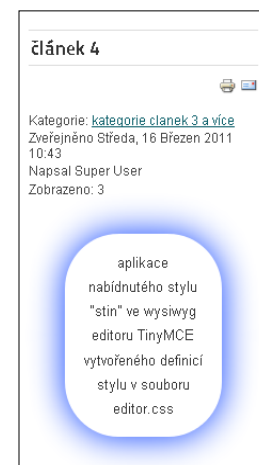 článek 4
Kategorie: kategorie clanek 3 a více
Zveřejněno Středa, 16 Březen 2011
10:43
Napsal Super User
Zobrazeno: 3
aplikace
nabídnutého stylu
"stin" ve wysiwyg
editoru TinyMCE
vytvořeného definicí
stylu v souboru
editor.css